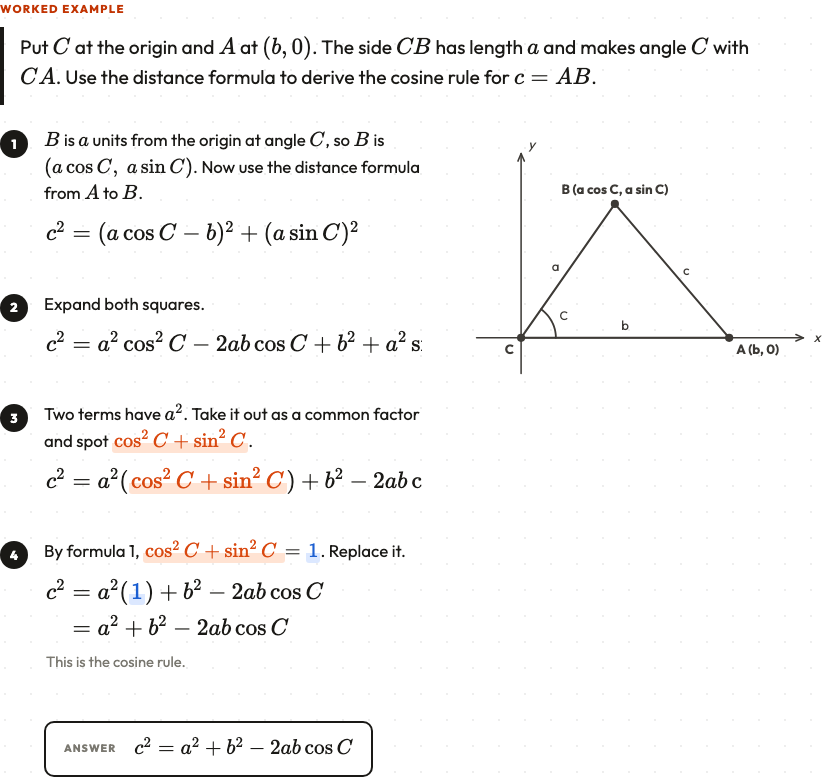 WORKED EXAMPLE
Put C at the origin and A at (b, 0). The side CB has length a and makes angle C with
CA. Use the distance formula to derive the cosine rule for c = AB.
1
B is a units from the origin at angle C, so B is
(a cos C, a sin C). Now use the distance formula
from A to B.
c² = (a cos C − b)² + (a sin C)²
2
Expand both squares.
c² = a² cos² C − 2ab cos C + b² + a² s
3
Two terms have a². Take it out as a common factor
and spot cos² C + sin² C.
c² = a²(cos² C + sin² C) + b² − 2ab c
4
By formula 1, cos² C + sin² C = 1. Replace it.
c² = a²(1) + b² − 2ab cos C
= a² + b² − 2ab cos C
This is the cosine rule.
ANSWER c² = a² + b² − 2ab cos C
y
B (a cos C, a sin C)
a
c
C
b
x
C
A (b, 0)